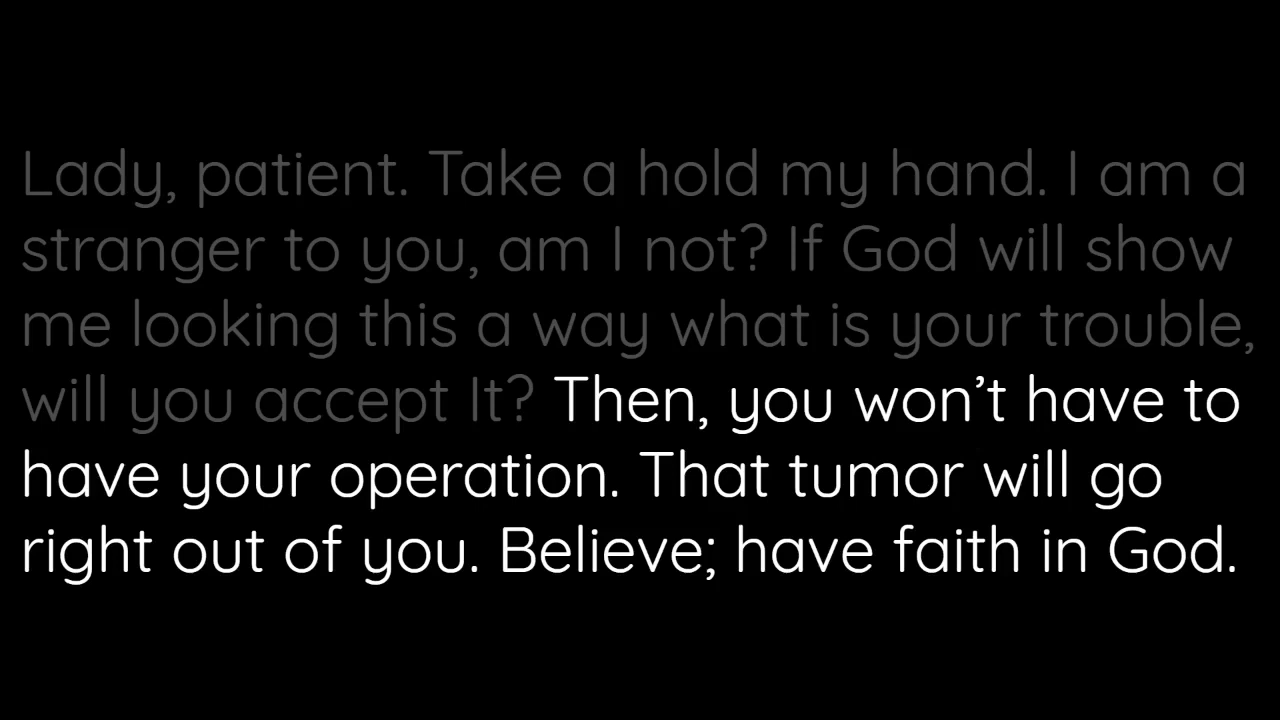 Lady, patient. Take a hold my hand. I am a
stranger to you, am I not? If God will show
me looking this a way what is your trouble,
will you accept It? Then, you won’t have to
have your operation. That tumor will go
right out of you. Believe; have faith in God.